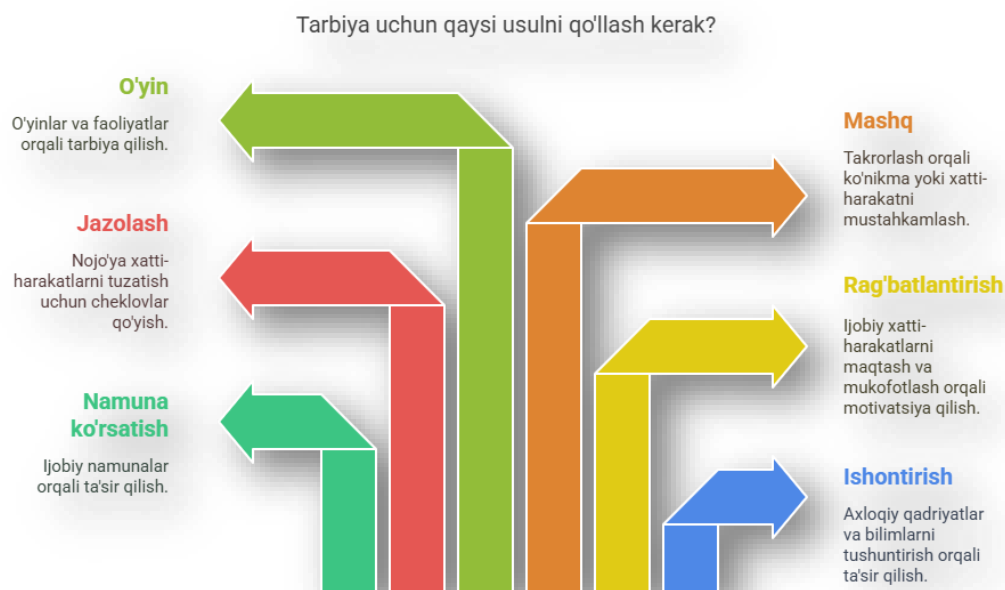 Tarbiya uchun qaysi usulni qo'llash kerak?
O'yin
O'yinlar va faoliyatlar
orqali tarbiya qilish.
Jazolash
Nojo'ya xatti-
harakatlarni tuzatish
uchun cheklovlar
qo'yish.
Namuna
ko'rsatish
Ijobiy namunalar
orqali ta'sir qilish.
Mashq
Takrorlash orqali
ko'nikma yoki xatti-
harakatni
mustahkamlash.
Rag'batlantirish
Ijobiy xatti-
harakatlarni
maqtash va
mukofotlash orqali
motivatsiya qilish.
Ishontirish
Axloqiy qadriyatlar
va bilimlarni
tushuntirish orqali
ta'sir qilish.